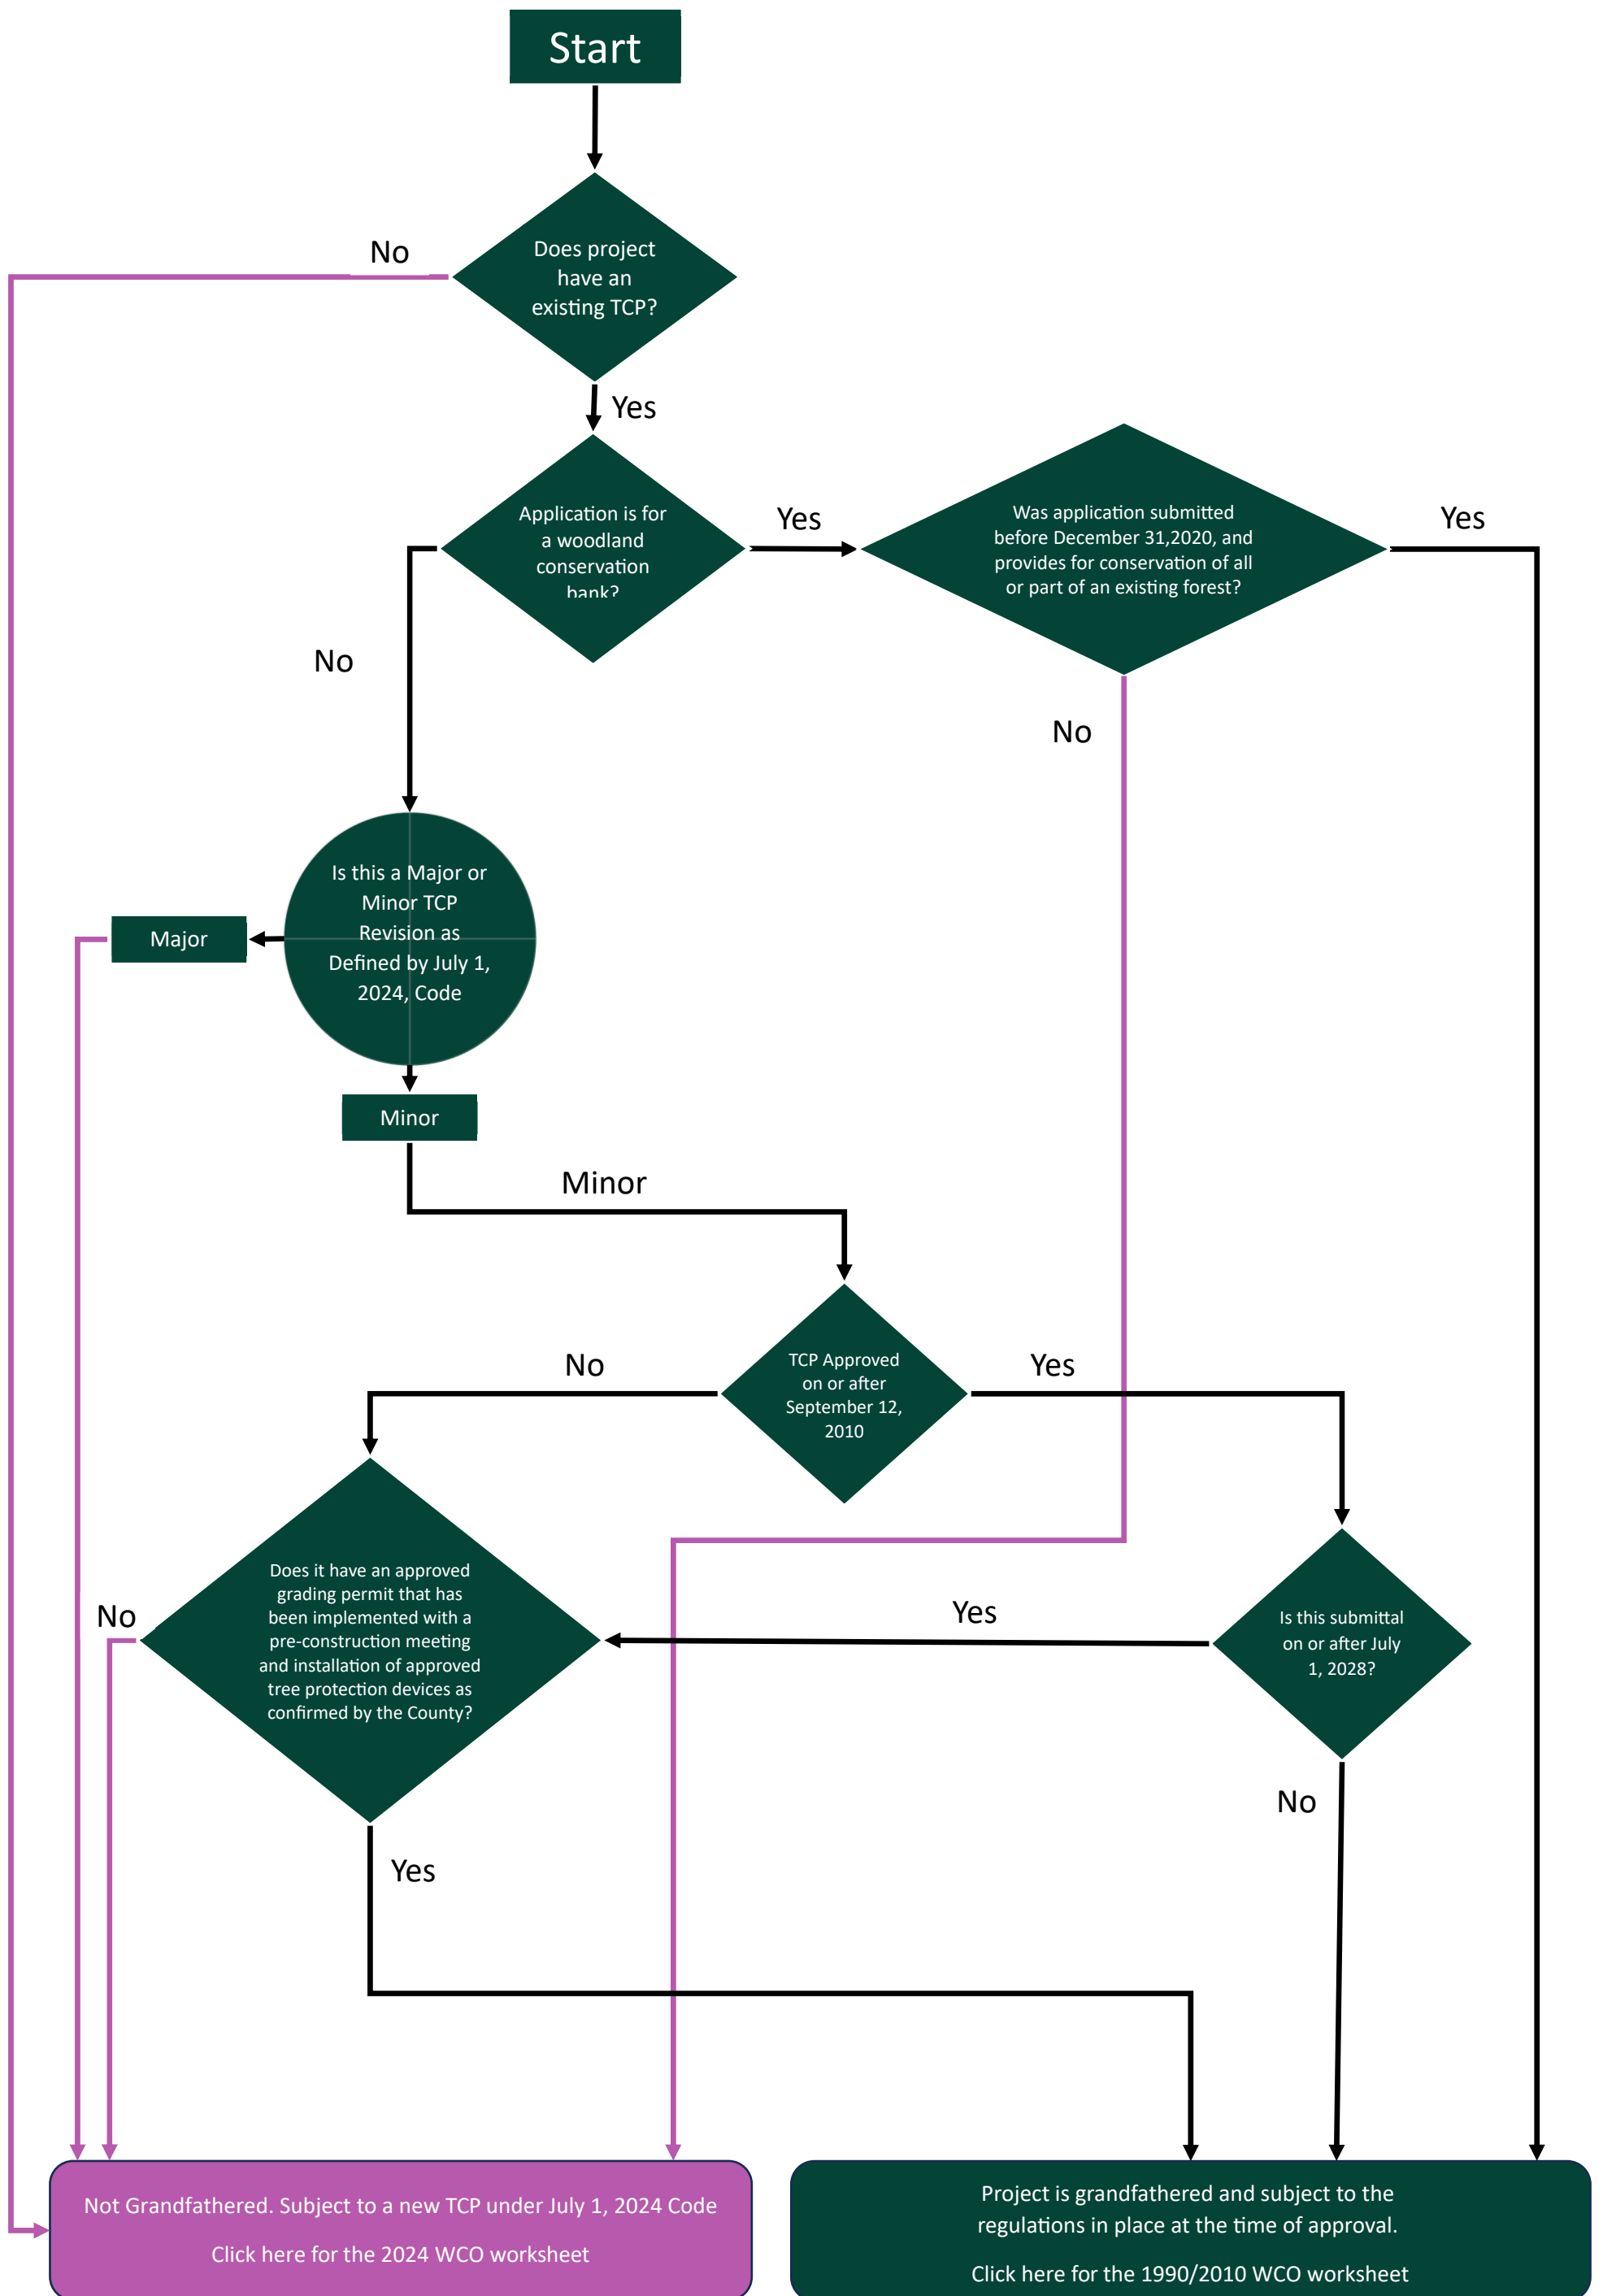 Start
No
Does project
have an
existing TCP?
Yes
Application is for
a woodland
conservation
bank?
Yes
Was application submitted
before December 31,2020, and
provides for conservation of all
or part of an existing forest?
Yes
No
No
Is this a Major or
Minor TCP
Revision as
Defined by July 1,
2024, Code
Major
Minor
Minor
No
TCP Approved
on or after
September 12,
2010
Yes
Does it have an approved
grading permit that has
been implemented with a
pre-construction meeting
and installation of approved
tree protection devices as
confirmed by the County?
No
Yes
Is this submittal
on or after July
1, 2028?
No
Yes
Not Grandfathered. Subject to a new TCP under July 1, 2024 Code
Click here for the 2024 WCO worksheet
Project is grandfathered and subject to the
regulations in place at the time of approval.
Click here for the 1990/2010 WCO worksheet